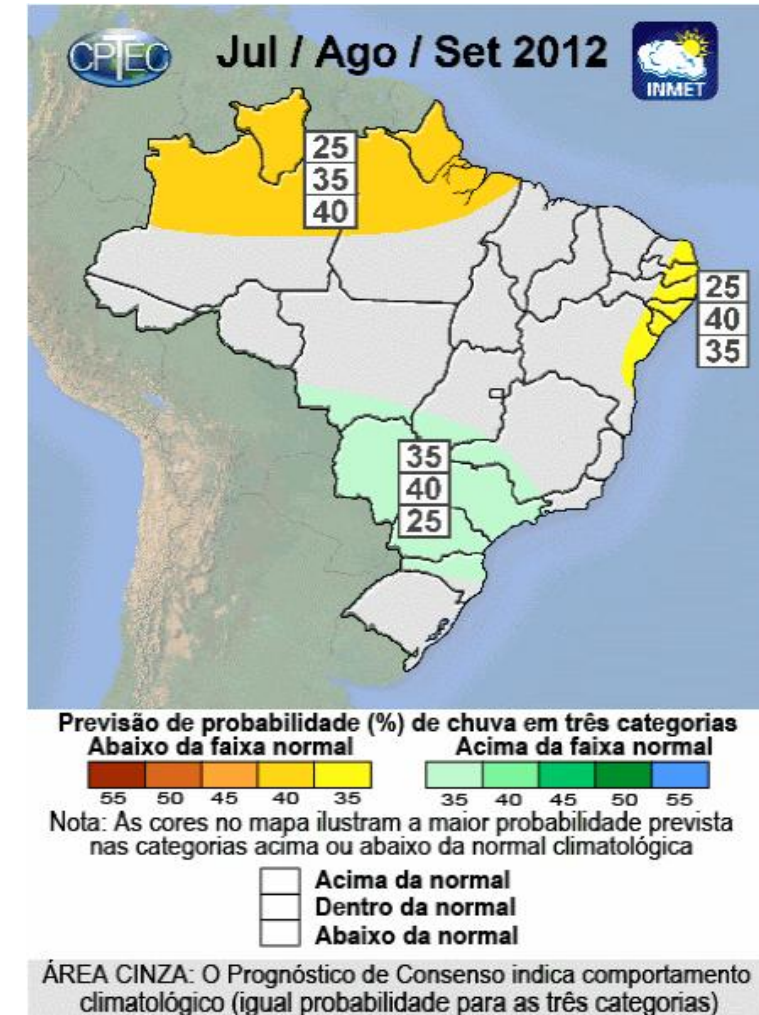 CPTEC
Jul / Ago / Set 2012
INMET
25
35
40
25
40
35
35
40
25
Previsão de probabilidade (%) de chuva em três categorias
Abaixo da faixa normal
Acima da faixa normal
55 50 45 40 35
35 40 45 50 55
Nota: As cores no mapa ilustram a maior probabilidade prevista
nas categorias acima ou abaixo da normal climatológica
Acima da normal
Dentro da normal
Abaixo da normal
ÁREA CINZA: O Prognóstico de Consenso indica comportamento
climatológico (igual probabilidade para as três categorias)